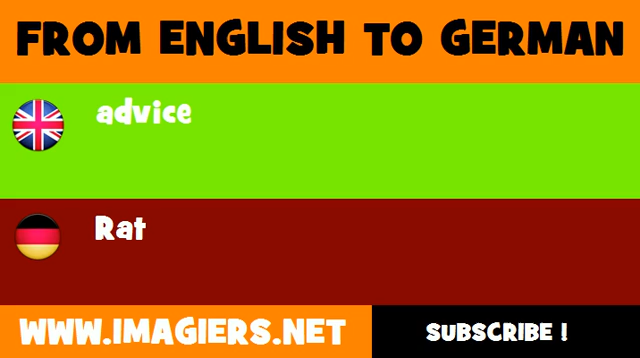 FROM ENGLISH TO GERMAN
advice
Rat
WWW.IMAGIERS.NET
SUBSCRIBE !